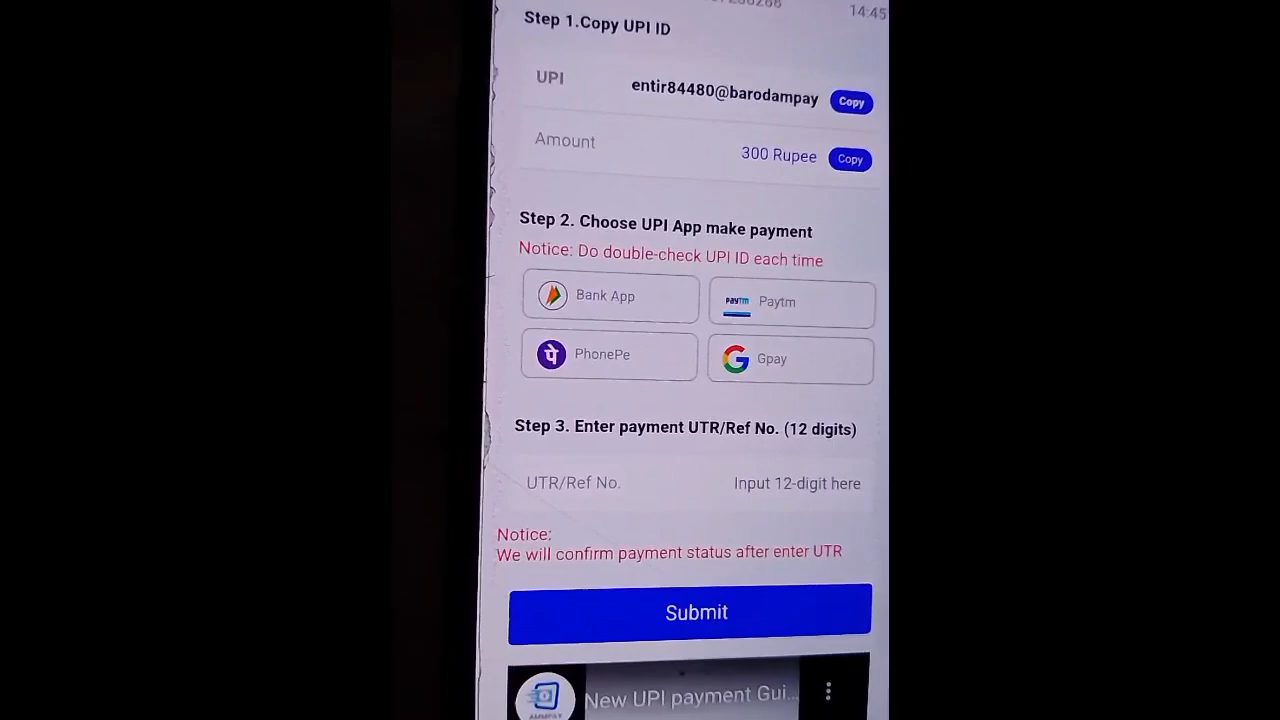 14:45
Step 1.Copy UPI ID
UPI entir84480@barodampay Copy
Amount 300 Rupee Copy
Step 2. Choose UPI App make payment
Notice: Do double-check UPI ID each time
Bank App Paytm Paytm
पे PhonePe G Gpay
Step 3. Enter payment UTR/Ref No. (12 digits)
UTR/Ref No. Input 12-digit here
Notice:
We will confirm payment status after enter UTR
Submit
New UPI payment Gui...